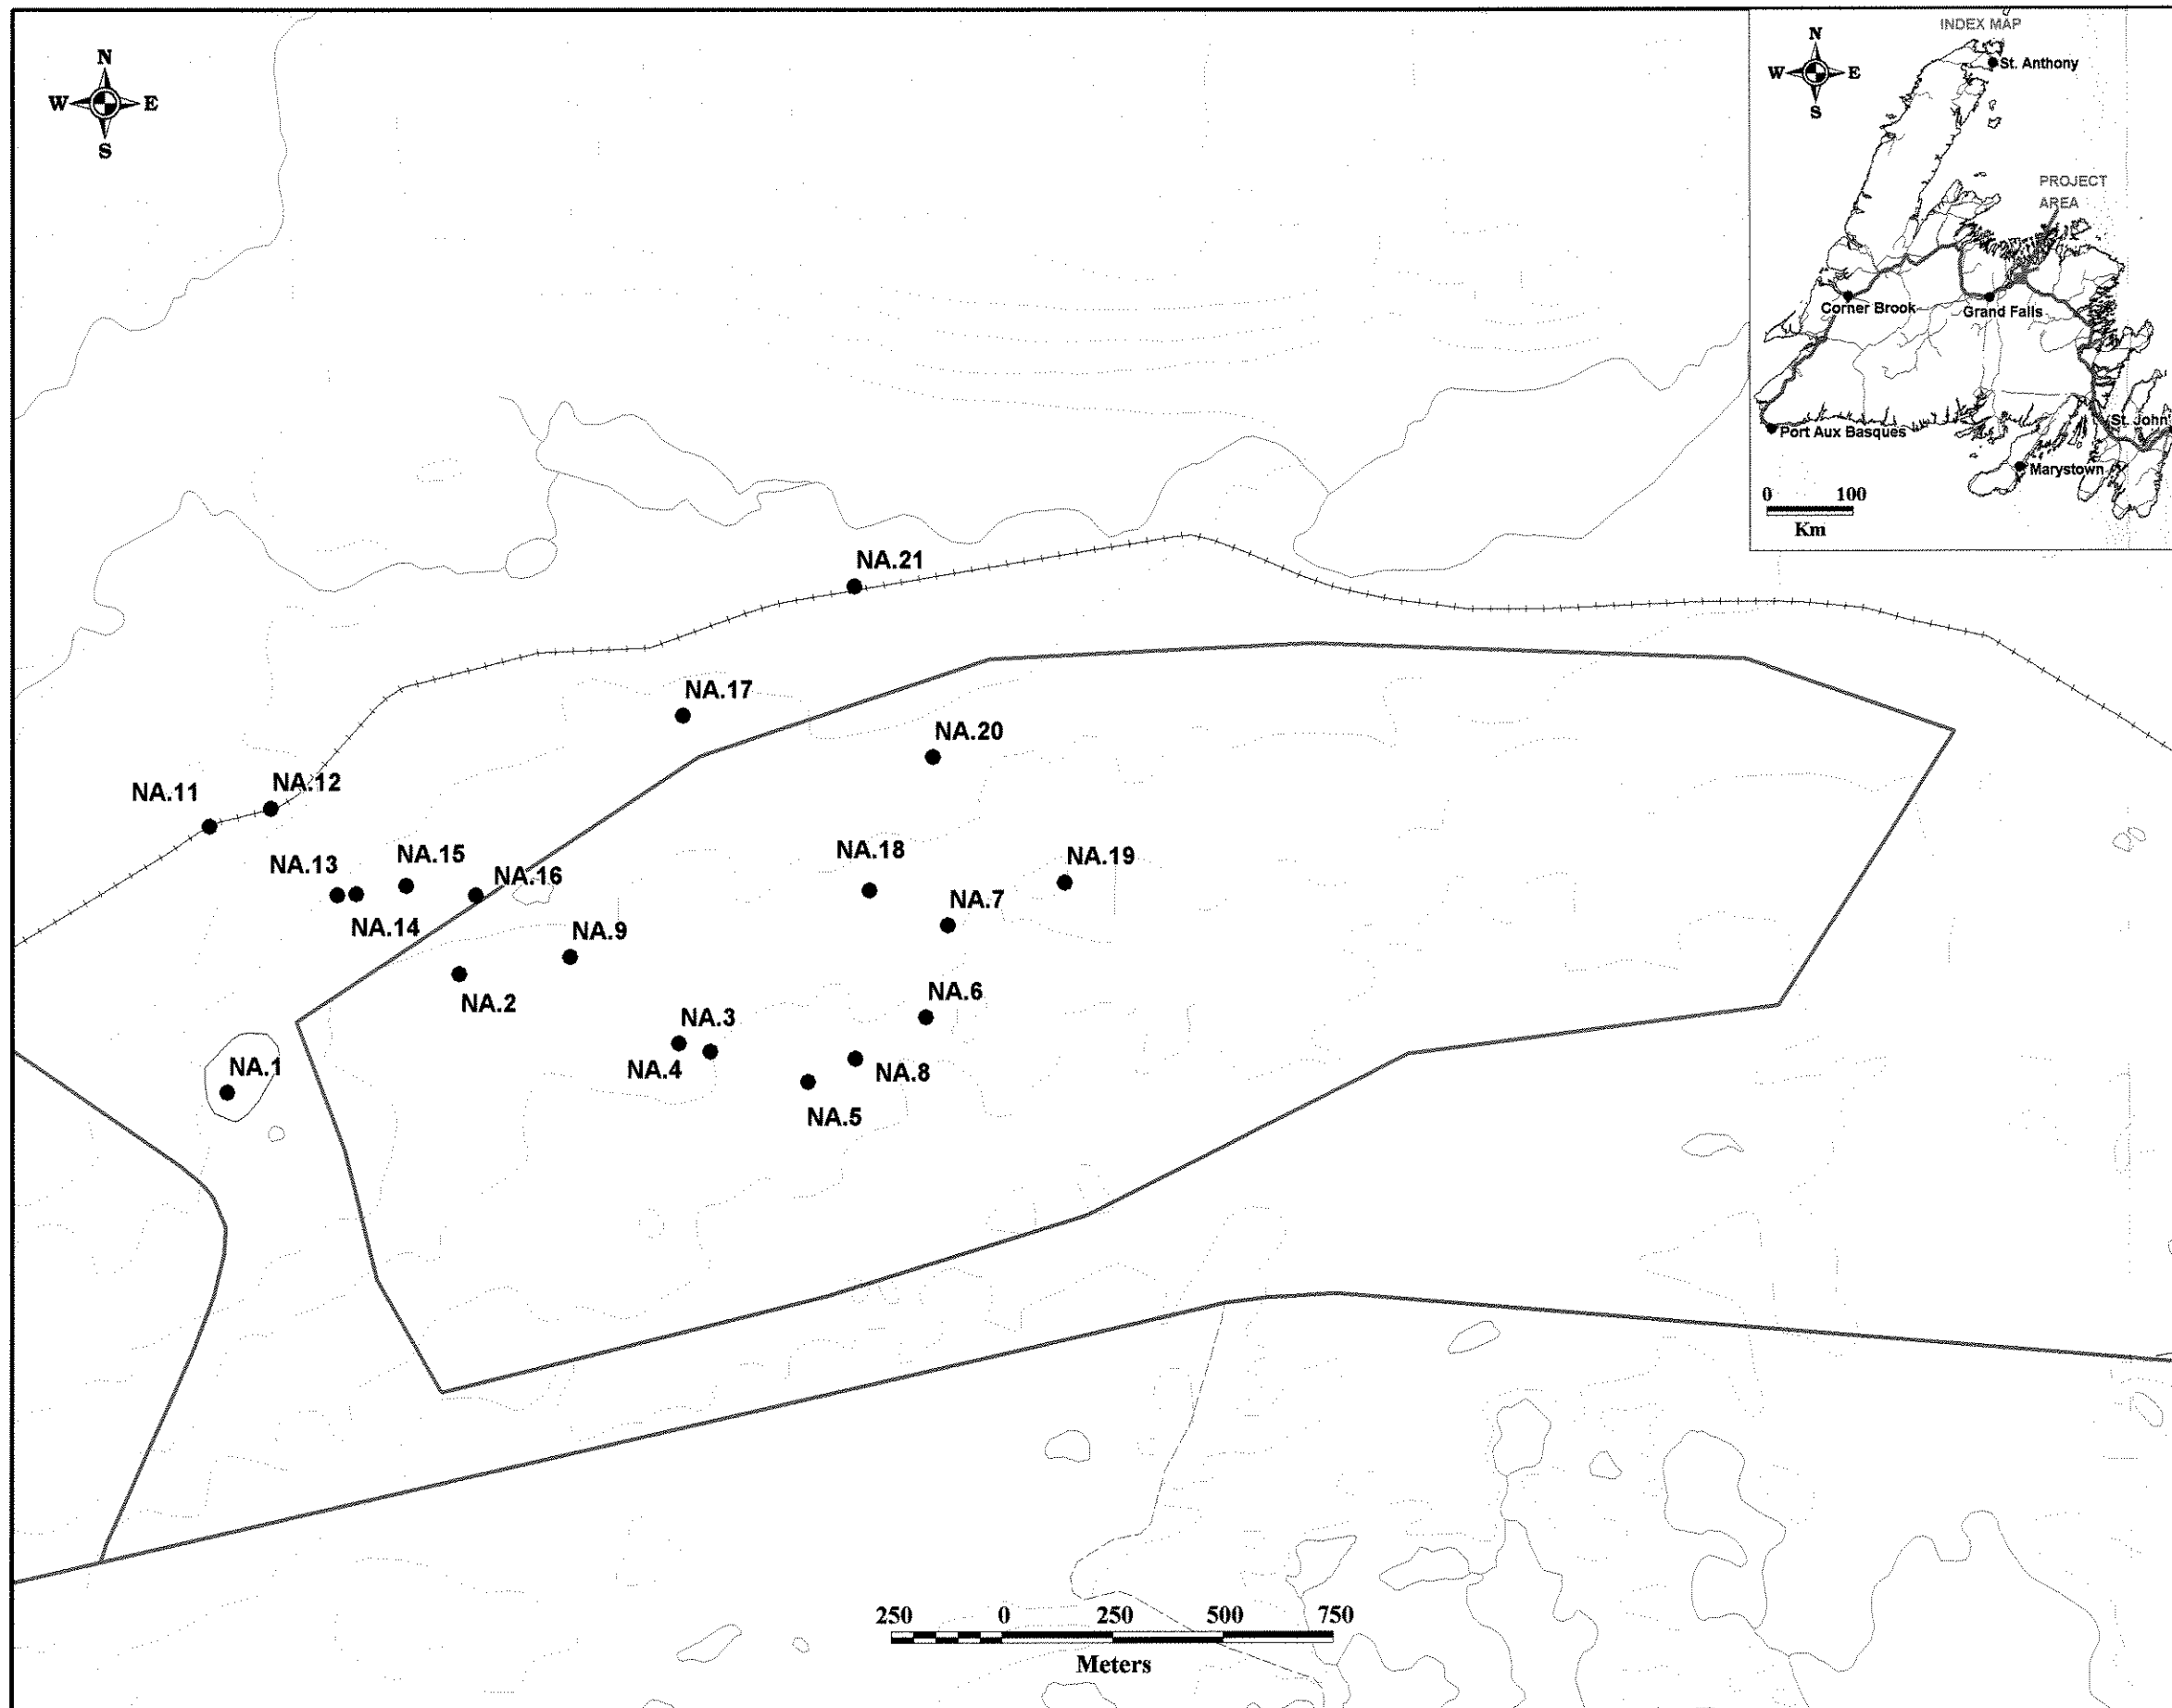 N
W E
S
INDEX MAP
N
W E
S
St. Anthony
PROJECT
AREA
Corner Brook
Grand Falls
Port Aux Basques
St. John'
Marystown
0 100
Km
NA.21
NA.17
NA.20
NA.12
NA.11
NA.15
NA.13
NA.16
NA.14
NA.18
NA.19
NA.7
NA.9
NA.2
NA.6
NA.3
NA.4
NA.8
NA.1
NA.5
250 0 250 500 750
Meters